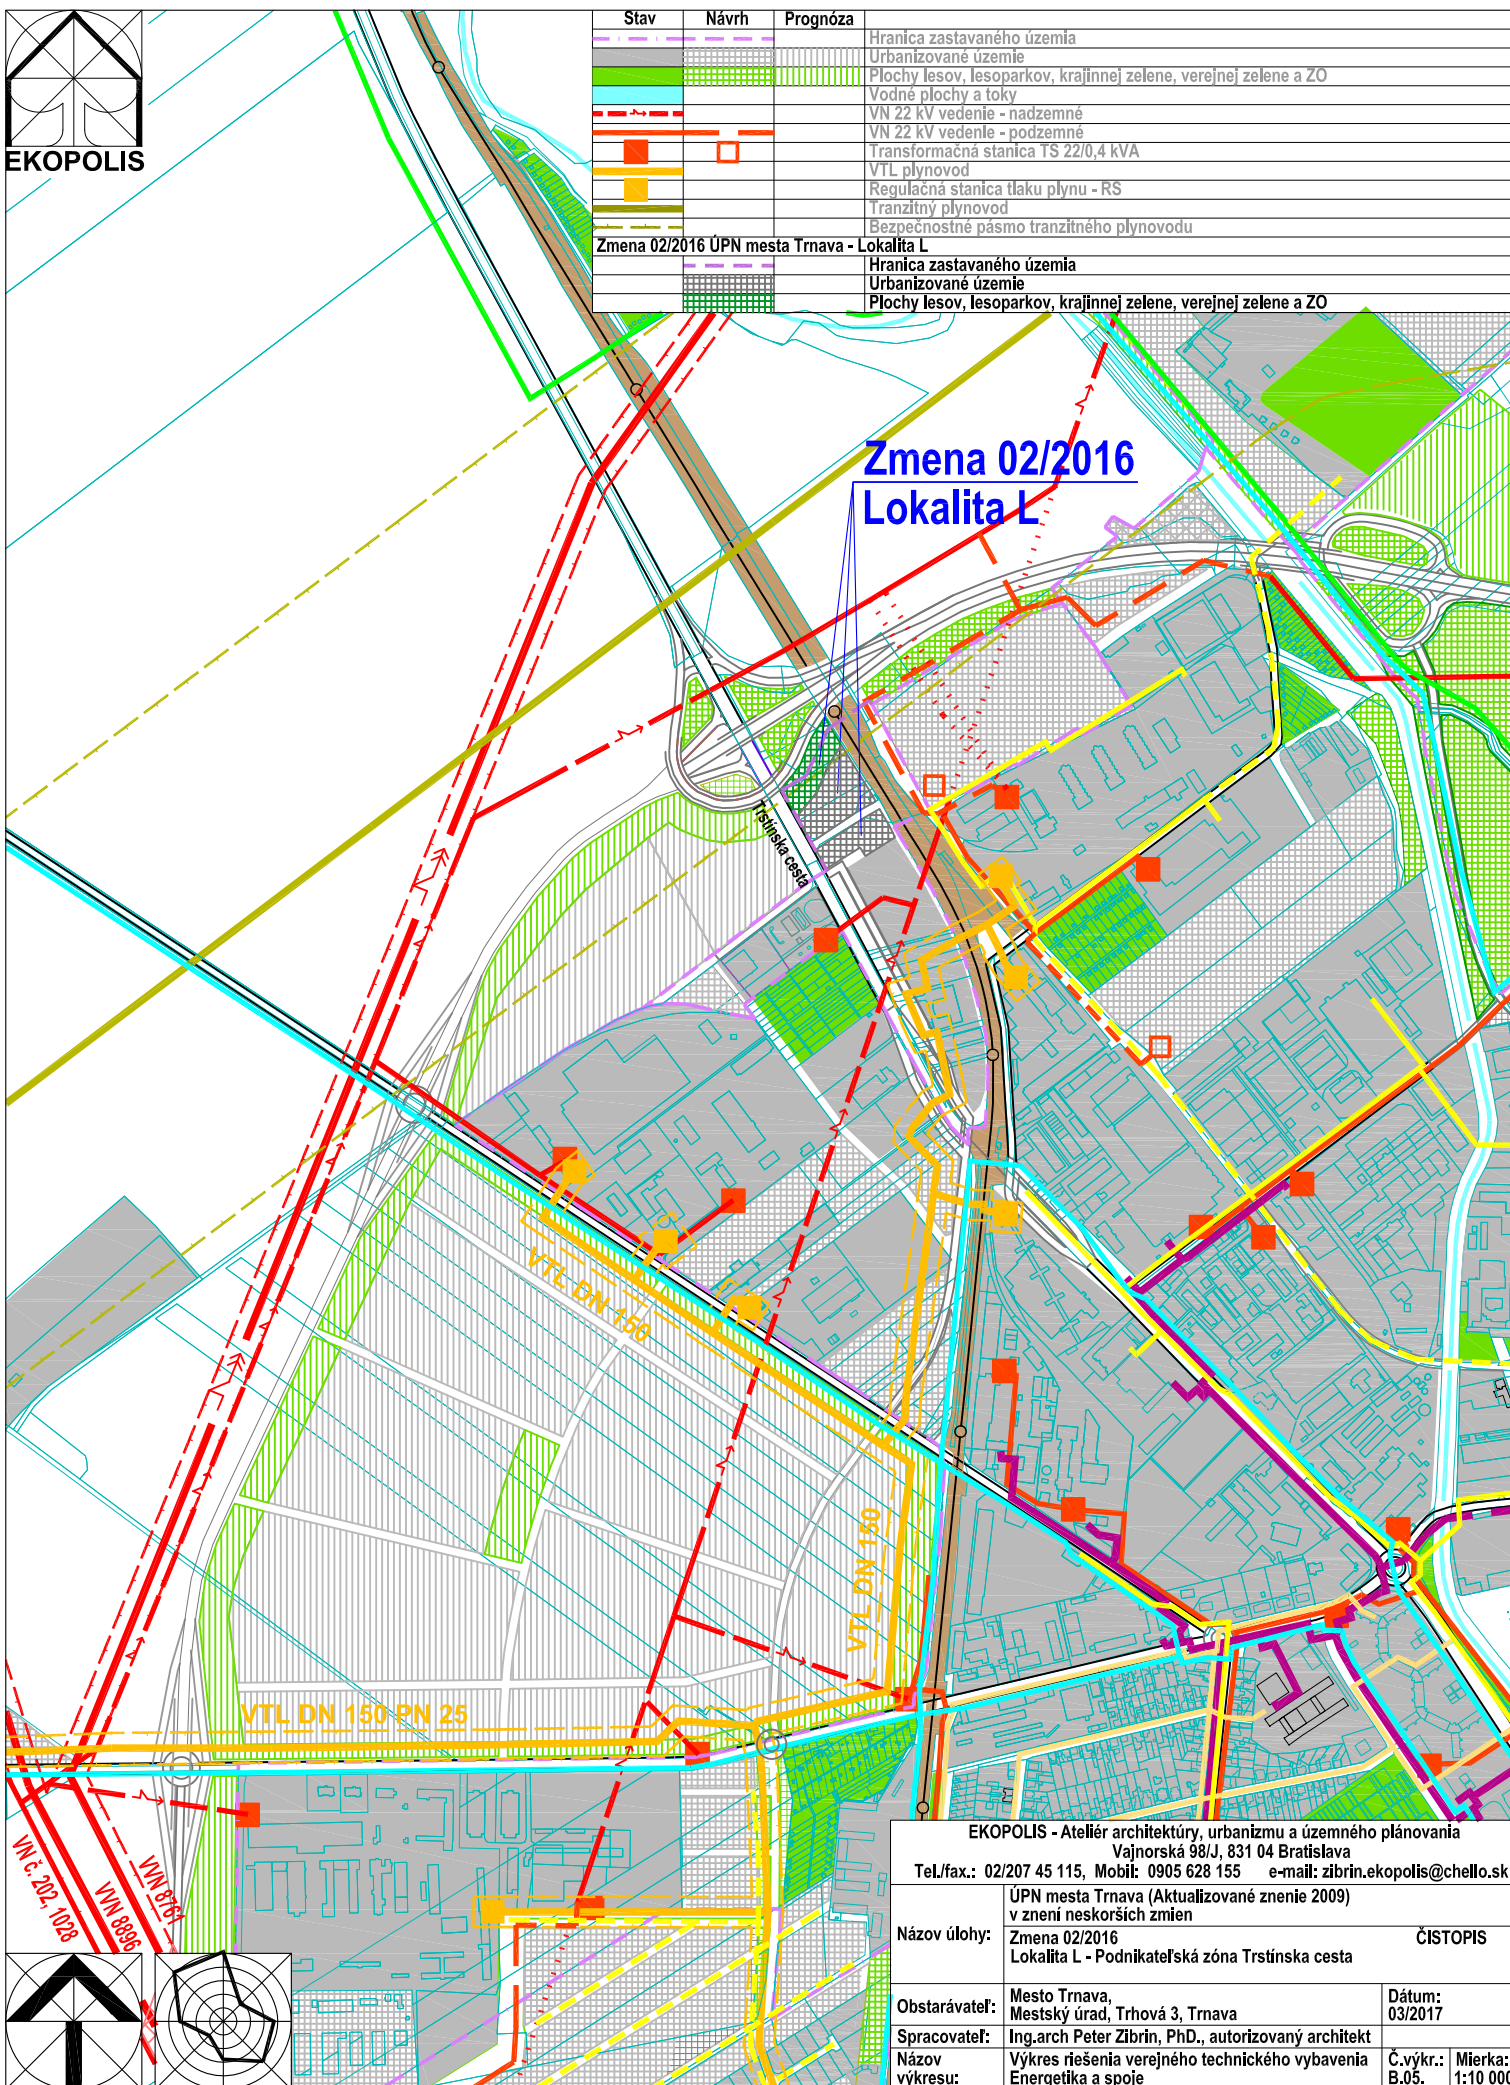 EKOPOLIS
Stav Návrh Prognóza
Hranica zastavaného územia
Urbanizované územie
Plochy lesov, lesoparkov, krajinnej zelene, verejnej zelene a ZO
Vodné plochy a toky
VN 22 kV vedenie - nadzemné
VN 22 kV vedenie - podzemné
Transformačná stanica TS 22/0,4 kVA
VTL plynovod
Regulačná stanica tlaku plynu - RS
Tranzitný plynovod
Bezpečnostné pásmo tranzitného plynovodu
Zmena 02/2016 ÚPN mesta Trnava - Lokalita L
Hranica zastavaného územia
Urbanizované územie
Plochy lesov, lesoparkov, krajinnej zelene, verejnej zelene a ZO
Zmena 02/2016
Lokalita L
Trstínska cesta
VTL DN 150
VTL DN 150
VTL DN 150 PN 25
VN č. 202, 1028
VVN 8896
VVN 8761
EKOPOLIS - Ateliér architektúry, urbanizmu a územného plánovania
Vajnorská 98/J, 831 04 Bratislava
Tel./fax.: 02/207 45 115, Mobil: 0905 628 155 e-mail: zibrin.ekopolis@chello.sk
Názov úlohy:
ÚPN mesta Trnava (Aktualizované znenie 2009)
v znení neskorších zmien
Zmena 02/2016 ČISTOPIS
Lokalita L - Podnikateľská zóna Trstínska cesta
Obstarávateľ:
Mesto Trnava,
Mestský úrad, Trhová 3, Trnava
Dátum:
03/2017
Spracovateľ: Ing.arch Peter Zibrin, PhD., autorizovaný architekt
Názov
výkresu:
Výkres riešenia verejného technického vybavenia
Energetika a spoje
Č.výkr.:
B.05.
Mierka:
1:10 000